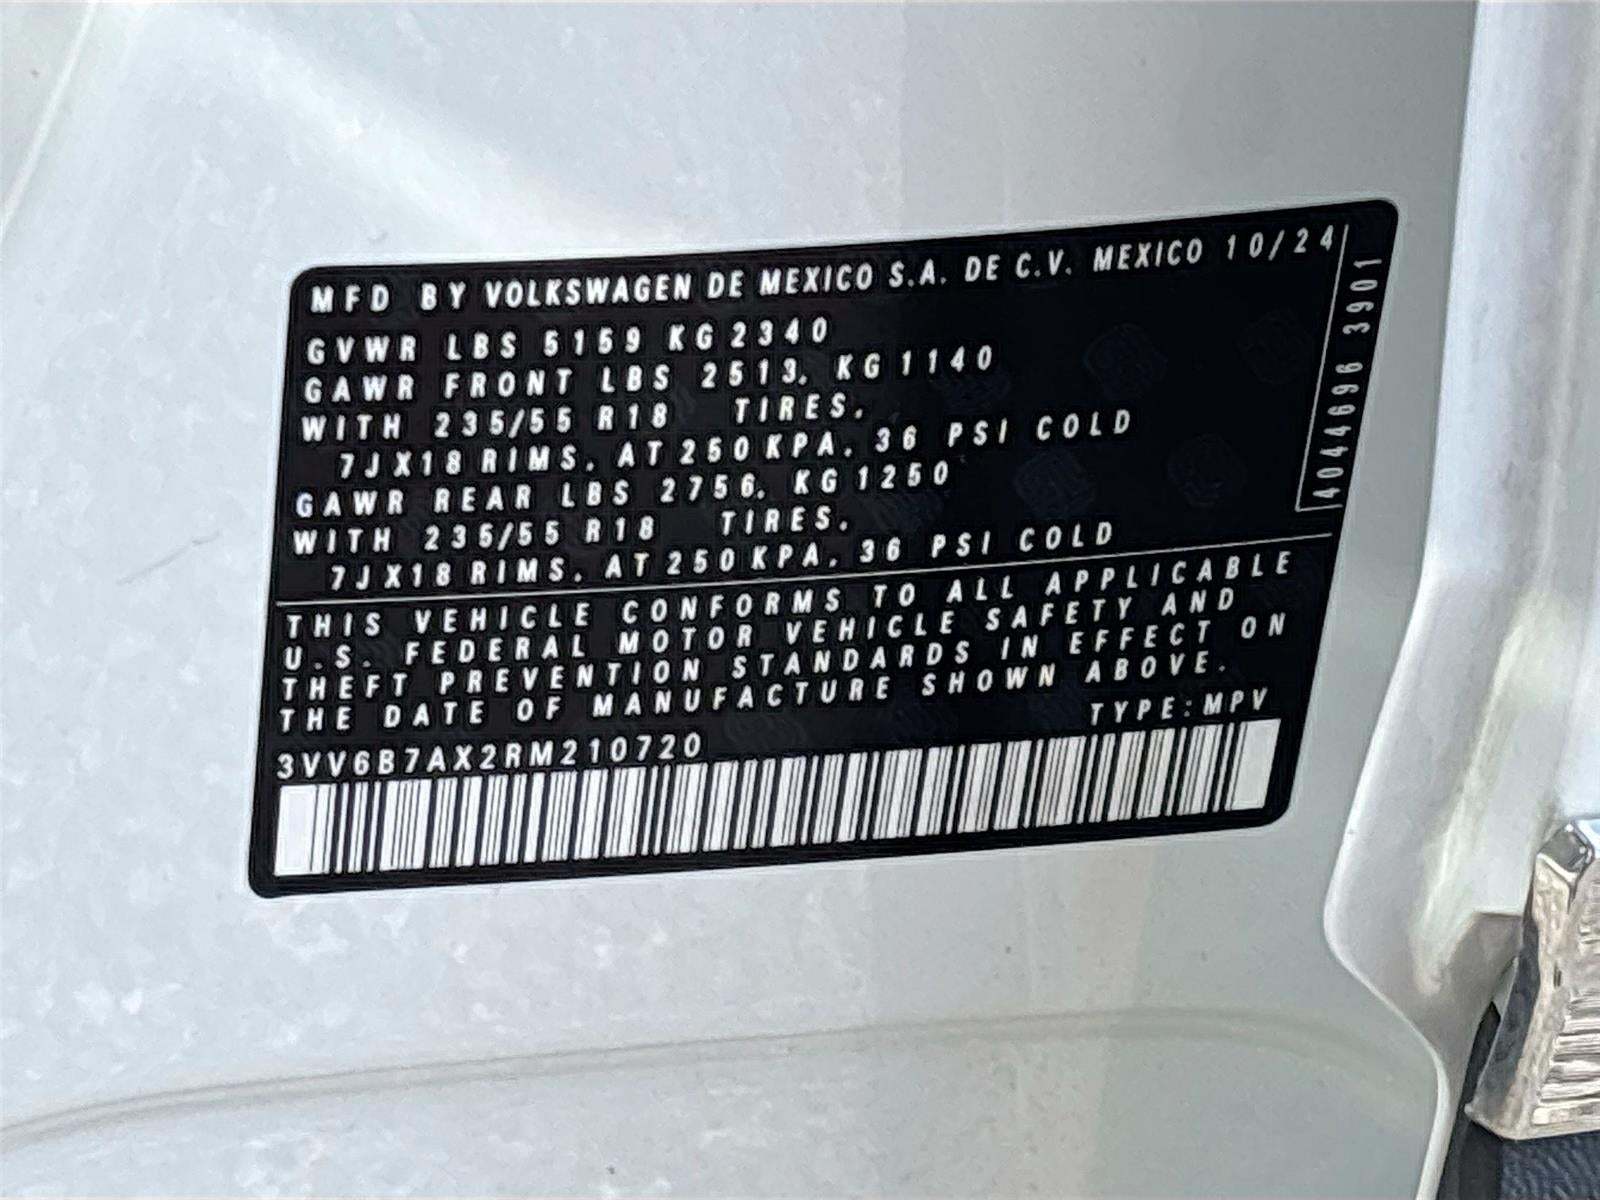 MFD BY VOLKSWAGEN DE MEXICO S.A. DE C.V. MEXICO 10/24
GVWR LBS 5159 KG 2340
GAWR FRONT LBS 2513. KG 1140
WITH 235/55 R18 TIRES.
7JX18 RIMS. AT 250 KPA. 36 PSI COLD
GAWR REAR LBS 2756. KG 1250
WITH 235/55 R18 TIRES.
7JX18 RIMS. AT 250 KPA. 36 PSI COLD
4044696 3901
THIS VEHICLE CONFORMS TO ALL APPLICABLE
U.S. FEDERAL MOTOR VEHICLE SAFETY AND
THEFT PREVENTION STANDARDS IN EFFECT ON
THE DATE OF MANUFACTURE SHOWN ABOVE.
TYPE:MPV
3VV6B7AX2RM210720